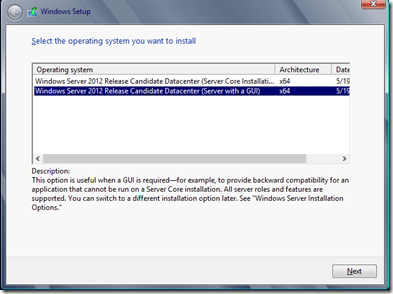 Windows Setup
Select the operating system you want to install
Operating system Architecture Date
Windows Server 2012 Release Candidate Datacenter (Server Core Installati... x64 5/19
Windows Server 2012 Release Candidate Datacenter (Server with a GUI) x64 5/19
Description:
This option is useful when a GUI is required—for example, to provide backward compatibility for an
application that cannot be run on a Server Core installation. All server roles and features are
supported. You can switch to a different installation option later. See "Windows Server Installation
Options."
Next